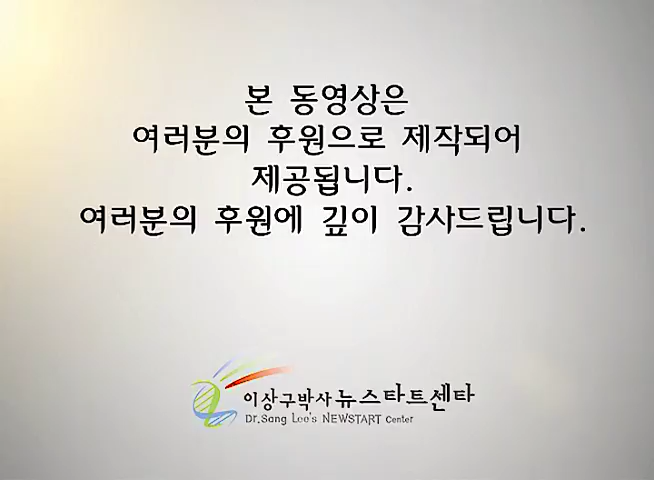 본 동영상은
여러분의 후원으로 제작되어
제공됩니다.
여러분의 후원에 깊이 감사드립니다.
이상구박사 뉴스타트센타
Dr.Sang Lee's NEWSTART Center